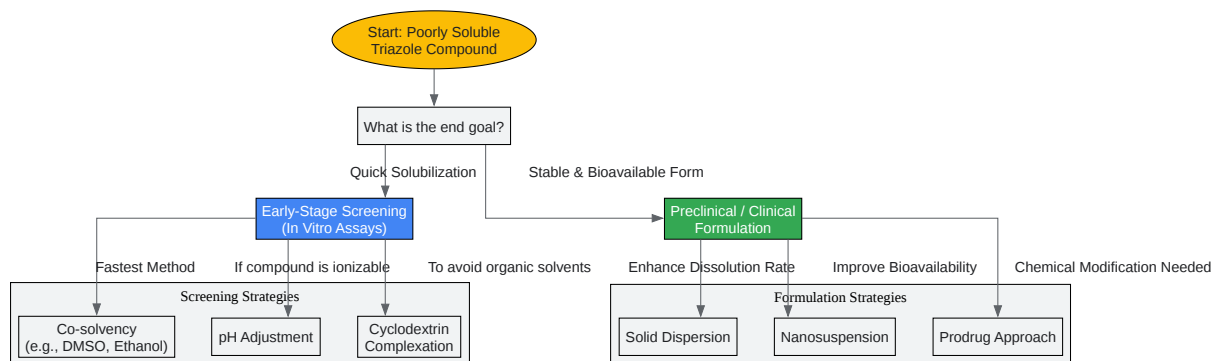 Start: Poorly Soluble
Triazole Compound
What is the end goal?
Quick Solubilization
Stable & Bioavailable Form
Early-Stage Screening
(In Vitro Assays)
Preclinical / Clinical
Formulation
Fastest Method
If compound is ionizable
To avoid organic solvents
Enhance Dissolution Rate
Improve Bioavailability
Chemical Modification Needed
Screening Strategies
Formulation Strategies
Co-solvency
(e.g., DMSO, Ethanol)
pH Adjustment
Cyclodextrin
Complexation
Solid Dispersion
Nanosuspension
Prodrug Approach